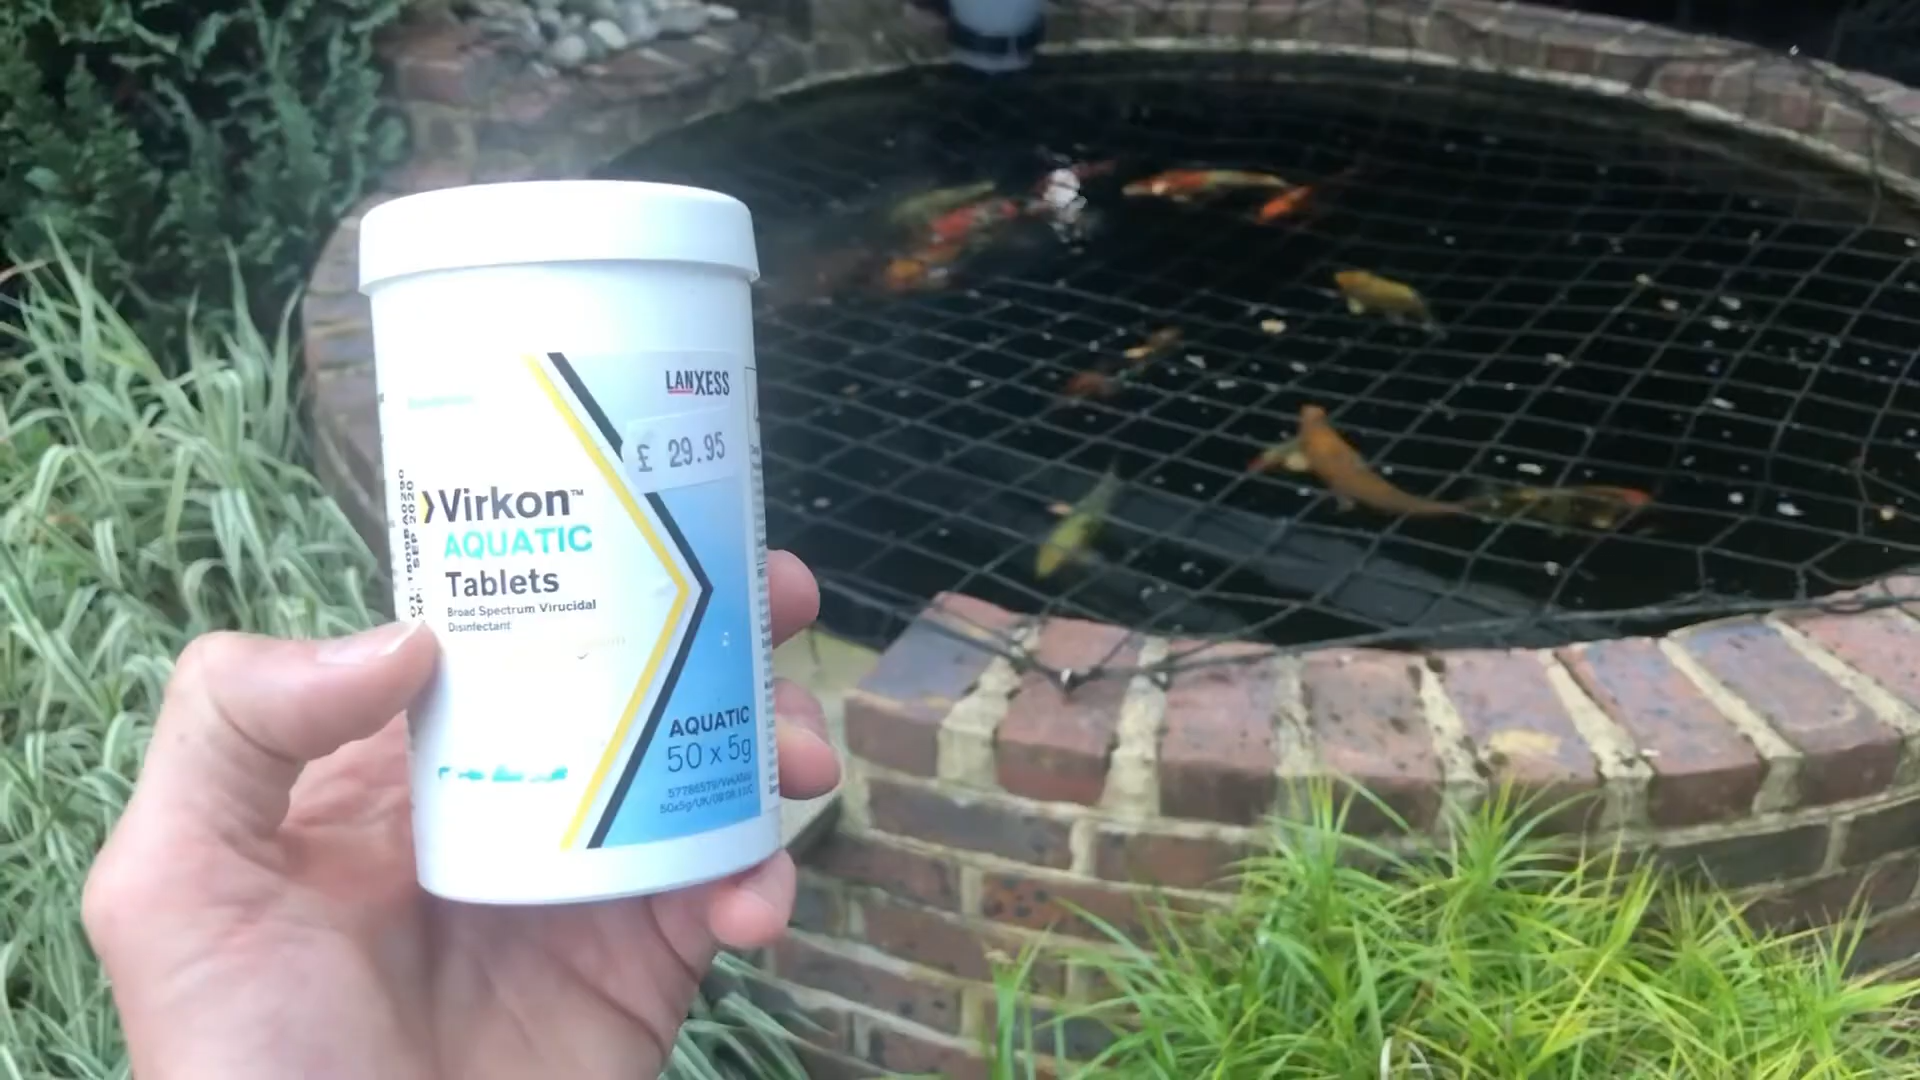 LANXESS
£ 29.95
Virkon™
AQUATIC
Tablets
Broad Spectrum Virucidal
Disinfectant
SEP 2020
AQUATIC
50 x 5g